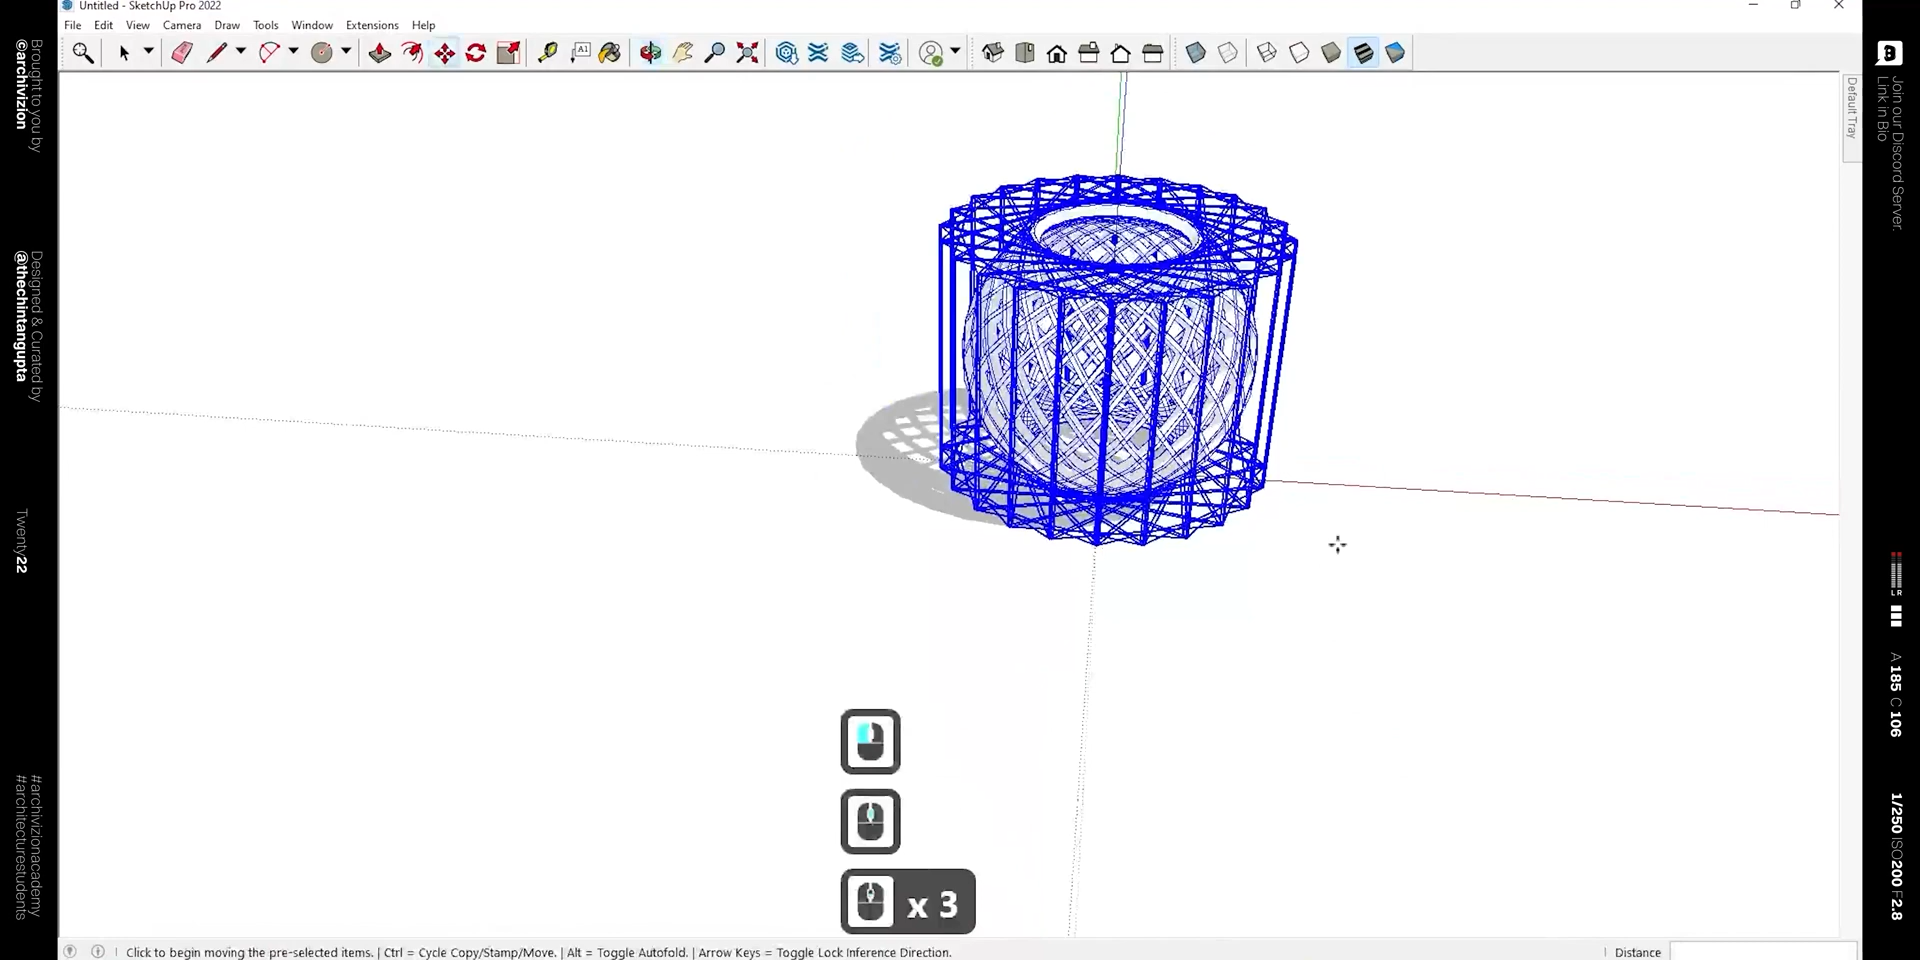 Untitled - SketchUp Pro 2022
File Edit View Camera Draw Tools Window Extensions Help
A1
Default Tray
Brought to you by
@archivizion
Designed & Curated by
@thechintangupta
Twenty22
#archivizionacademy
#architecturestudents
Join our Discord Server.
Link in Bio
L R
A 185 C 106
1/250 ISO200 F2.8
x 3
Click to begin moving the pre-selected items. | Ctrl = Cycle Copy/Stamp/Move. | Alt = Toggle Autofold. | Arrow Keys = Toggle Lock Inference Direction.
Distance